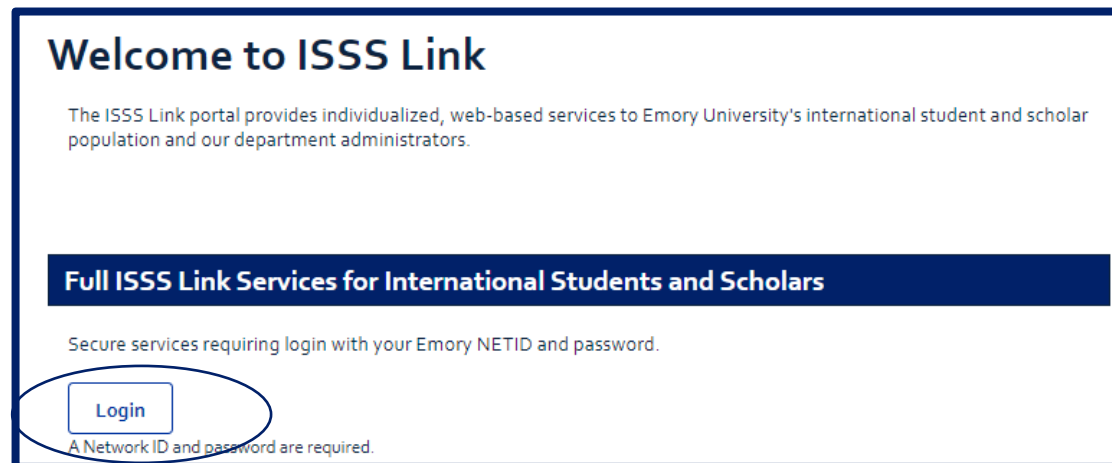 Welcome to ISSS Link
The ISSS Link portal provides individualized, web-based services to Emory University's international student and scholar
population and our department administrators.
Full ISSS Link Services for International Students and Scholars
Secure services requiring login with your Emory NETID and password.
Login
A Network ID and password are required.